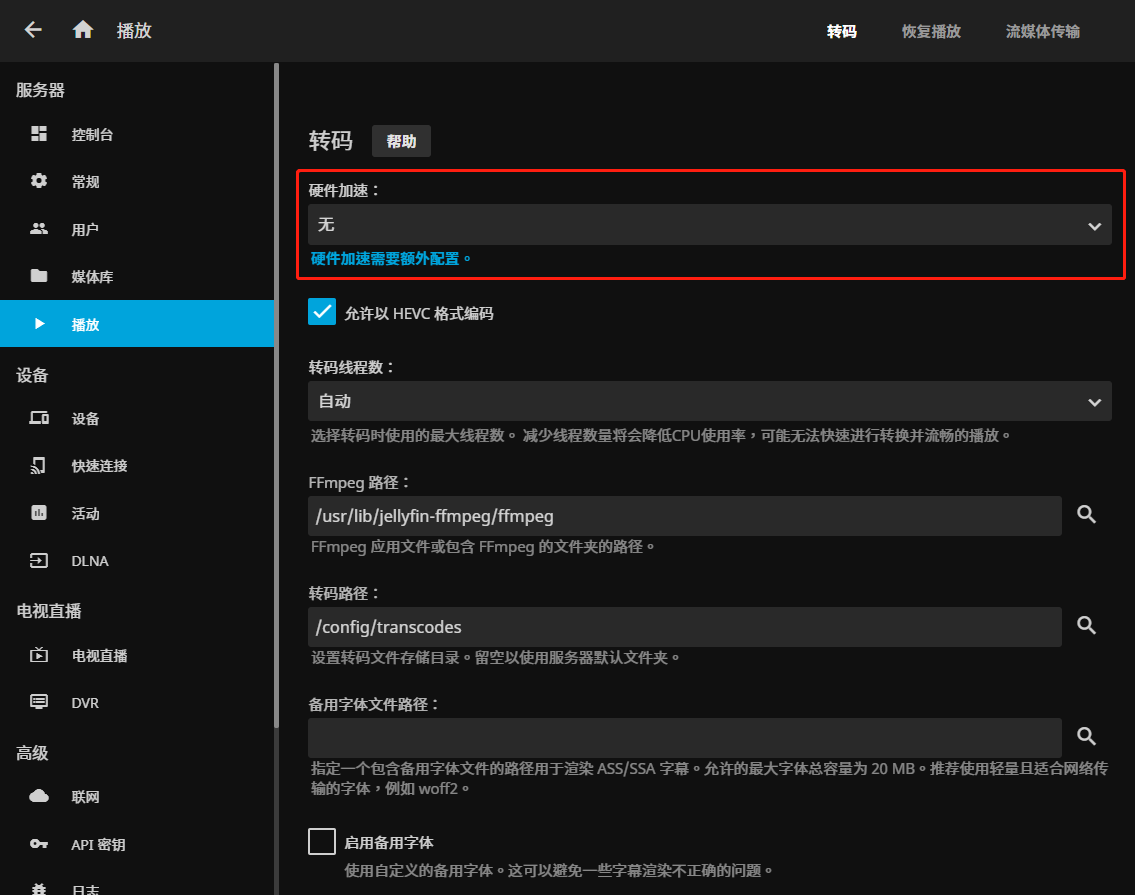 播放
转码
恢复播放
流媒体传输
服务器
控制台
常规
用户
媒体库
播放
设备
设备
快速连接
活动
DLNA
电视直播
电视直播
DVR
高级
联网
API 密钥
日志
转码
帮助
硬件加速：
无
硬件加速需要额外配置。
允许以 HEVC 格式编码
转码线程数：
自动
选择转码时使用的最大线程数。 减少线程数量将会降低CPU使用率，可能无法快速进行转换并流畅的播放。
FFmpeg 路径：
/usr/lib/jellyfin-ffmpeg/ffmpeg
FFmpeg 应用文件或包含 FFmpeg 的文件夹的路径。
转码路径：
/config/transcodes
设置转码文件存储目录。留空以使用服务器默认文件夹。
备用字体文件路径：
指定一个包含备用字体文件的路径用于渲染 ASS/SSA 字幕。允许的最大字体总容量为 20 MB。推荐使用轻量且适合网络传
输的字体，例如 woff2。
启用备用字体
使用自定义的备用字体。这可以避免一些字幕渲染不正确的问题。